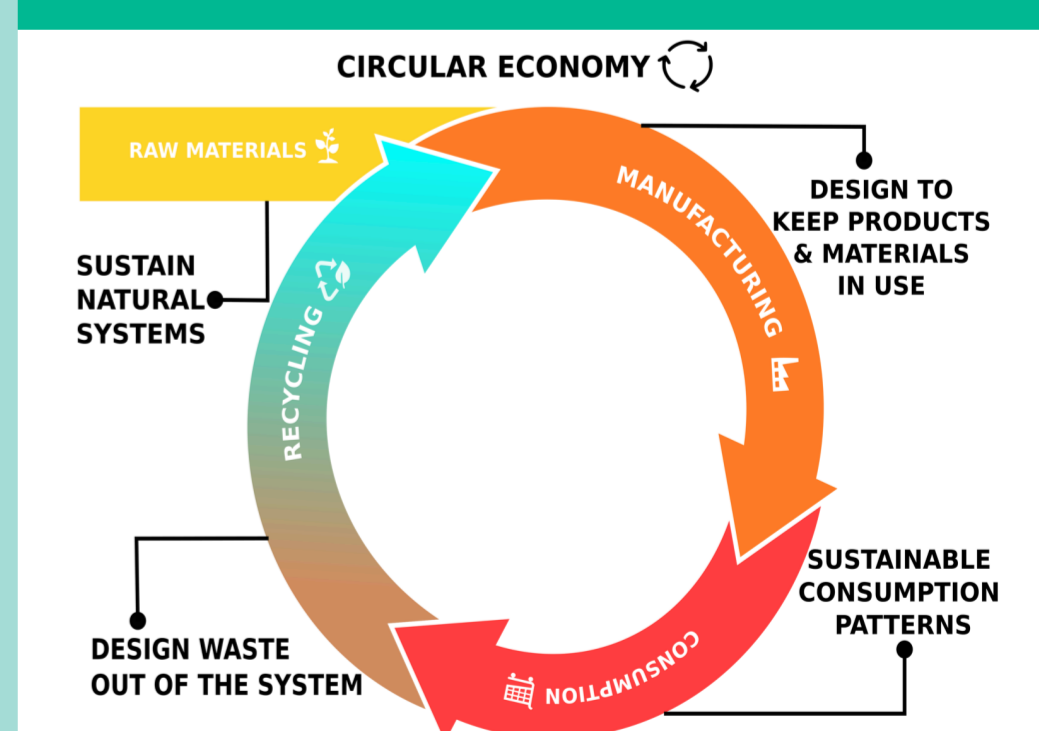 CIRCULAR ECONOMY
RAW MATERIALS
MANUFACTURING
DESIGN TO
KEEP PRODUCTS
& MATERIALS
IN USE
SUSTAIN
NATURAL
SYSTEMS
RECYCLING
SUSTAINABLE
CONSUMPTION
PATTERNS
CONSUMPTION
DESIGN WASTE
OUT OF THE SYSTEM